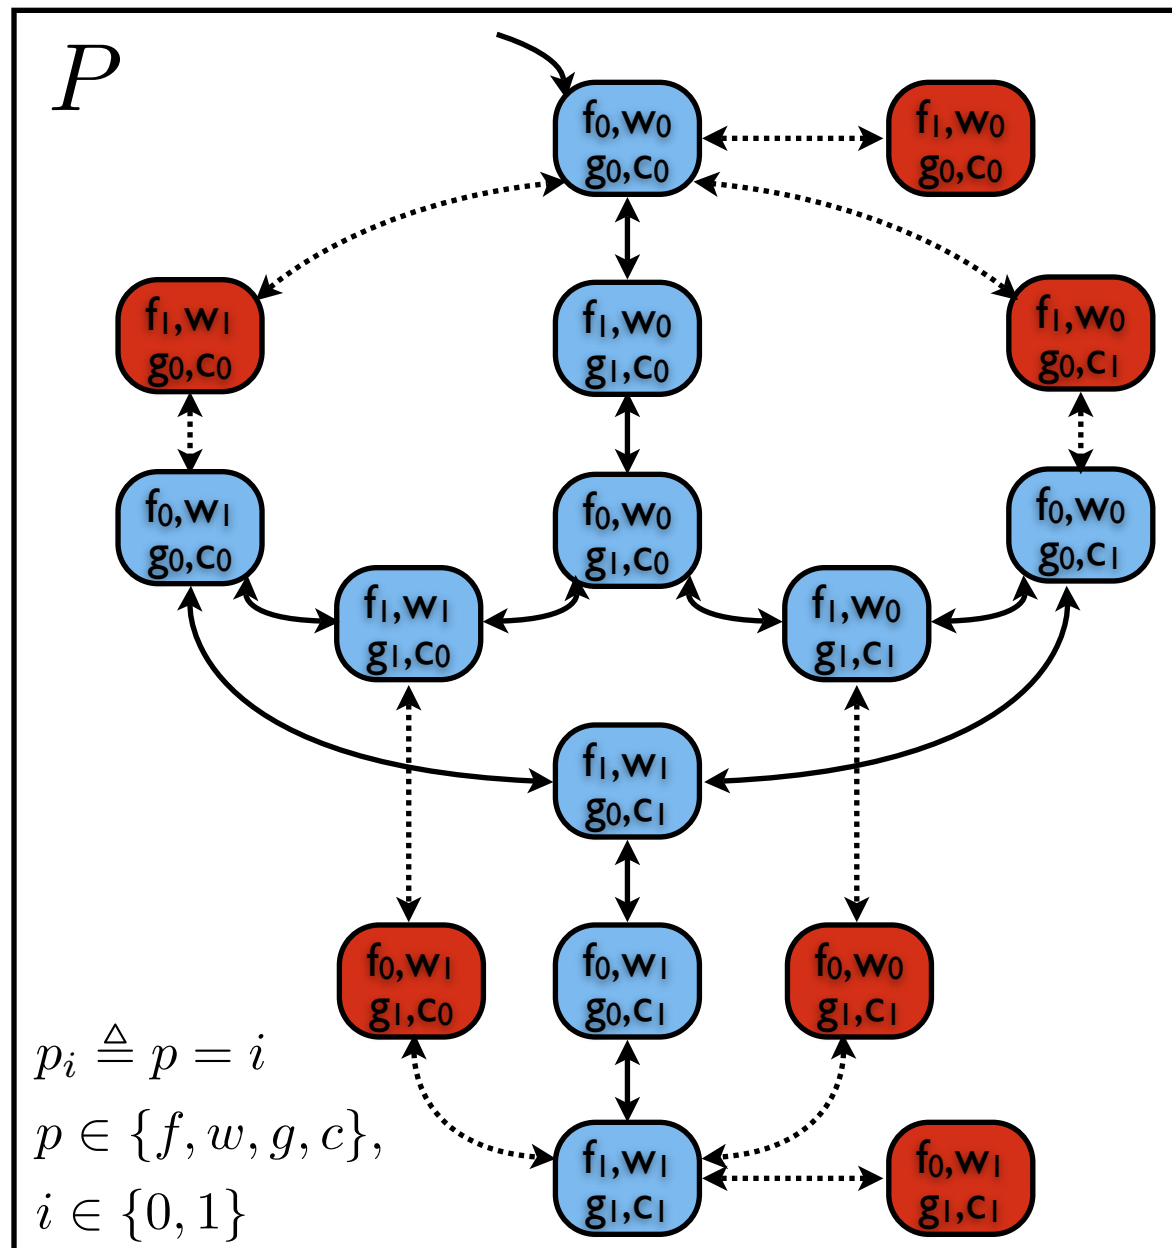 P
f₀,w₀
g₀,c₀
f₁,w₀
g₀,c₀
f₁,w₁
g₀,c₀
f₁,w₀
g₁,c₀
f₁,w₀
g₀,c₁
f₀,w₁
g₀,c₀
f₀,w₀
g₁,c₀
f₀,w₀
g₀,c₁
f₁,w₁
g₁,c₀
f₁,w₀
g₁,c₁
f₁,w₁
g₀,c₁
f₀,w₁
g₁,c₀
f₀,w₁
g₀,c₁
f₀,w₀
g₁,c₁
f₁,w₁
g₁,c₁
f₀,w₁
g₁,c₁
pᵢ ≜ p = i
p ∈ {f, w, g, c},
i ∈ {0, 1}